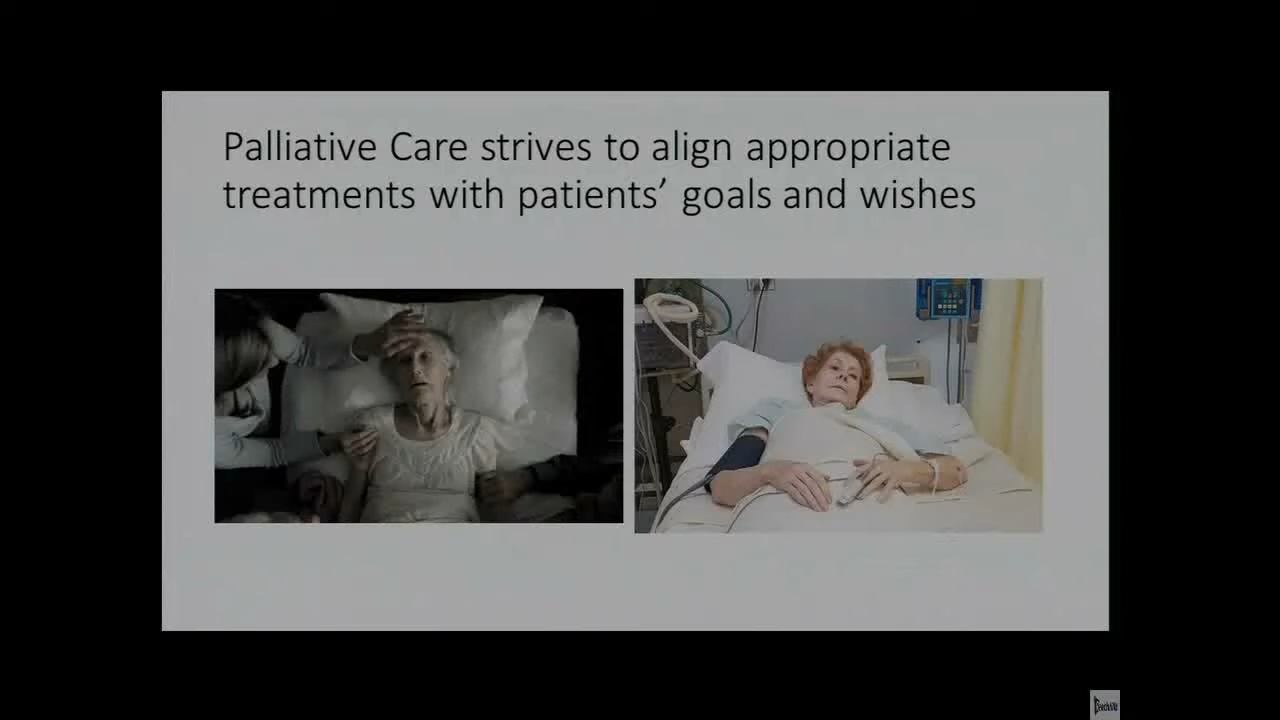 Palliative Care strives to align appropriate
treatments with patients’ goals and wishes